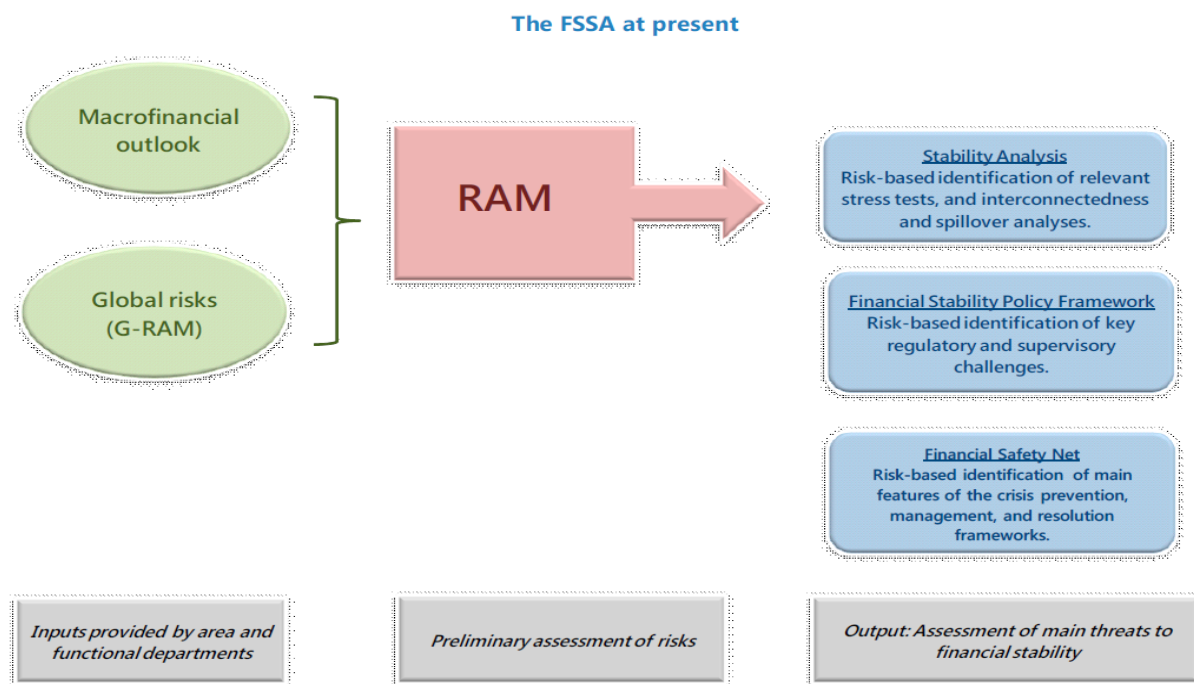 The FSSA at present
Macrofinancial
outlook
Global risks
(G-RAM)
RAM
Stability Analysis
Risk-based identification of relevant
stress tests, and interconnectedness
and spillover analyses.
Financial Stability Policy Framework
Risk-based identification of key
regulatory and supervisory
challenges.
Financial Safety Net
Risk-based identification of main
features of the crisis prevention,
management, and resolution
frameworks.
Inputs provided by area and
functional departments
Preliminary assessment of risks
Output: Assessment of main threats to
financial stability